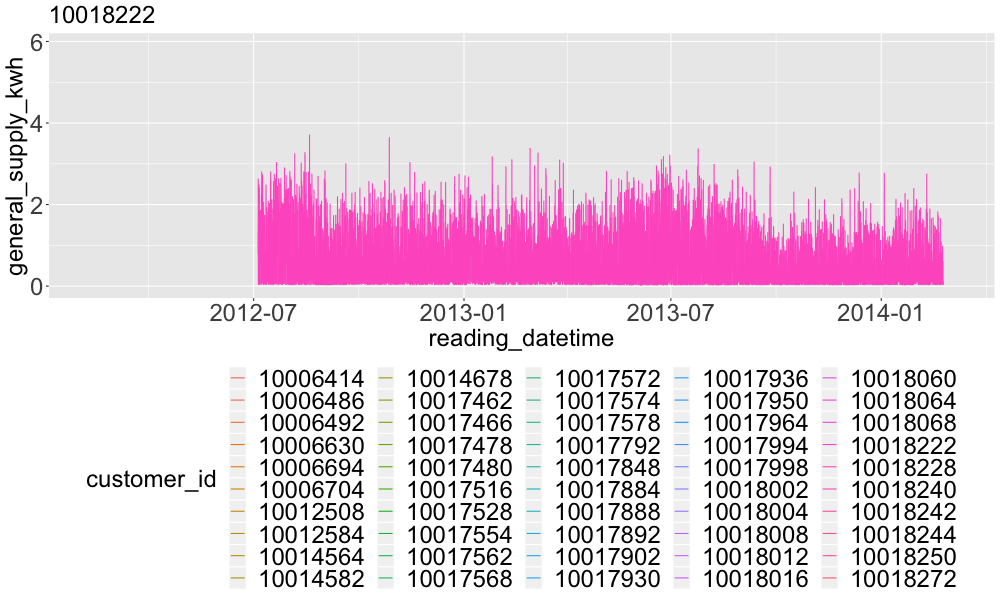 10018222
general_supply_kwh
6
4
2
0
2012-07 2013-01 2013-07 2014-01
reading_datetime
customer_id
10006414 10014678 10017572 10017936 10018060
10006486 10017462 10017574 10017950 10018064
10006492 10017466 10017578 10017964 10018068
10006630 10017478 10017792 10017994 10018222
10006694 10017480 10017848 10017998 10018228
10006704 10017516 10017884 10018002 10018240
10012508 10017528 10017888 10018004 10018242
10012584 10017554 10017892 10018008 10018244
10014564 10017562 10017902 10018012 10018250
10014582 10017568 10017930 10018016 10018272